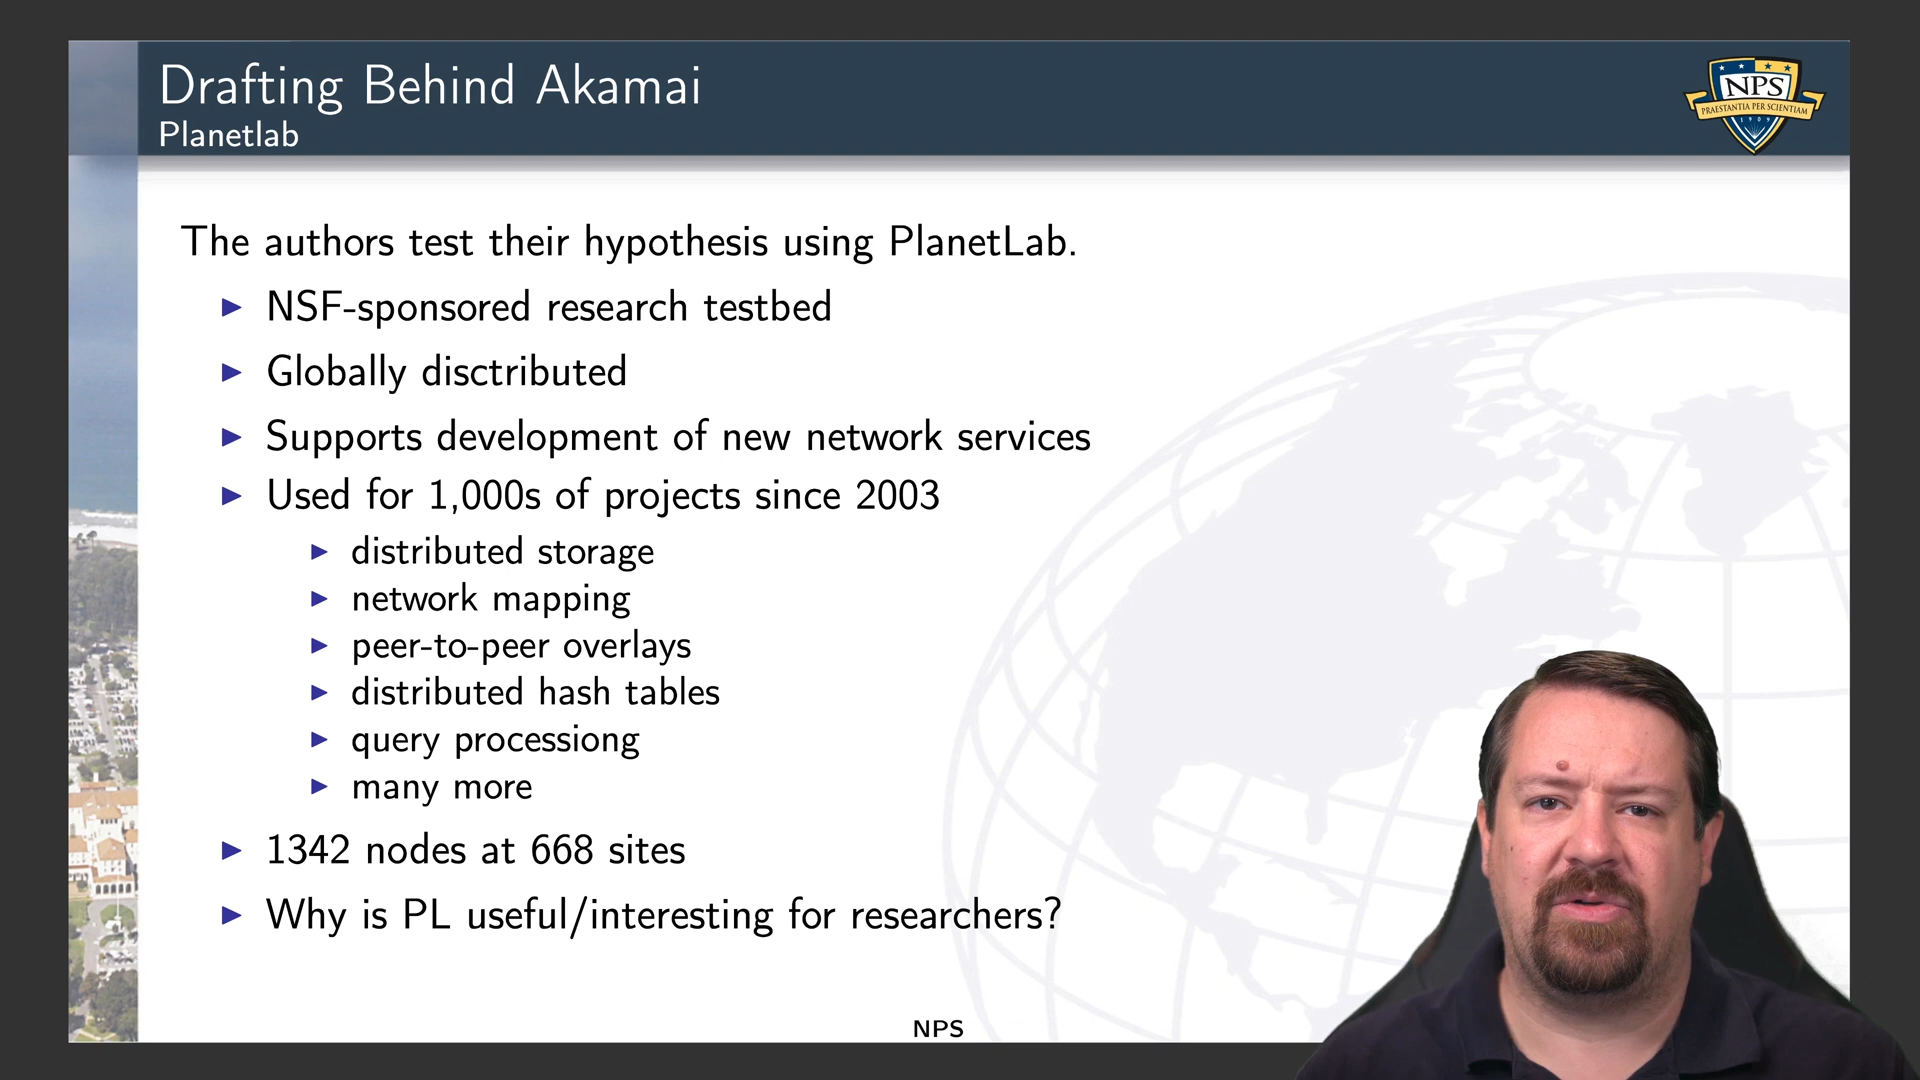 Drafting Behind Akamai
Planetlab
NPS
PRAESTANTIA PER SCIENTIAM
1909
The authors test their hypothesis using PlanetLab.
NSF-sponsored research testbed
Globally disctributed
Supports development of new network services
Used for 1,000s of projects since 2003
distributed storage
network mapping
peer-to-peer overlays
distributed hash tables
query processiong
many more
1342 nodes at 668 sites
Why is PL useful/interesting for researchers?
NPS